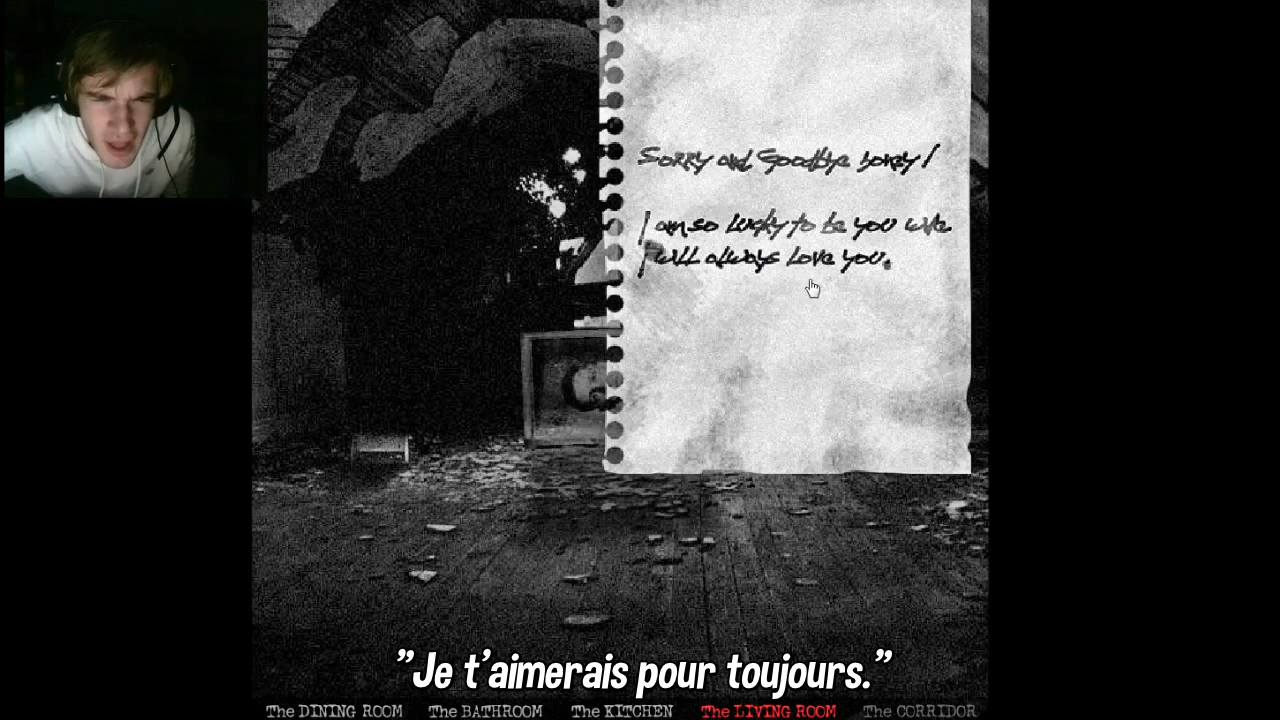 Sorry and Goodbye Lovey !
I am so lucky to be you wife
I will always love you.
"Je t'aimerais pour toujours."
The DINING ROOM The BATHROOM The KITCHEN The LIVING ROOM The CORRIDOR